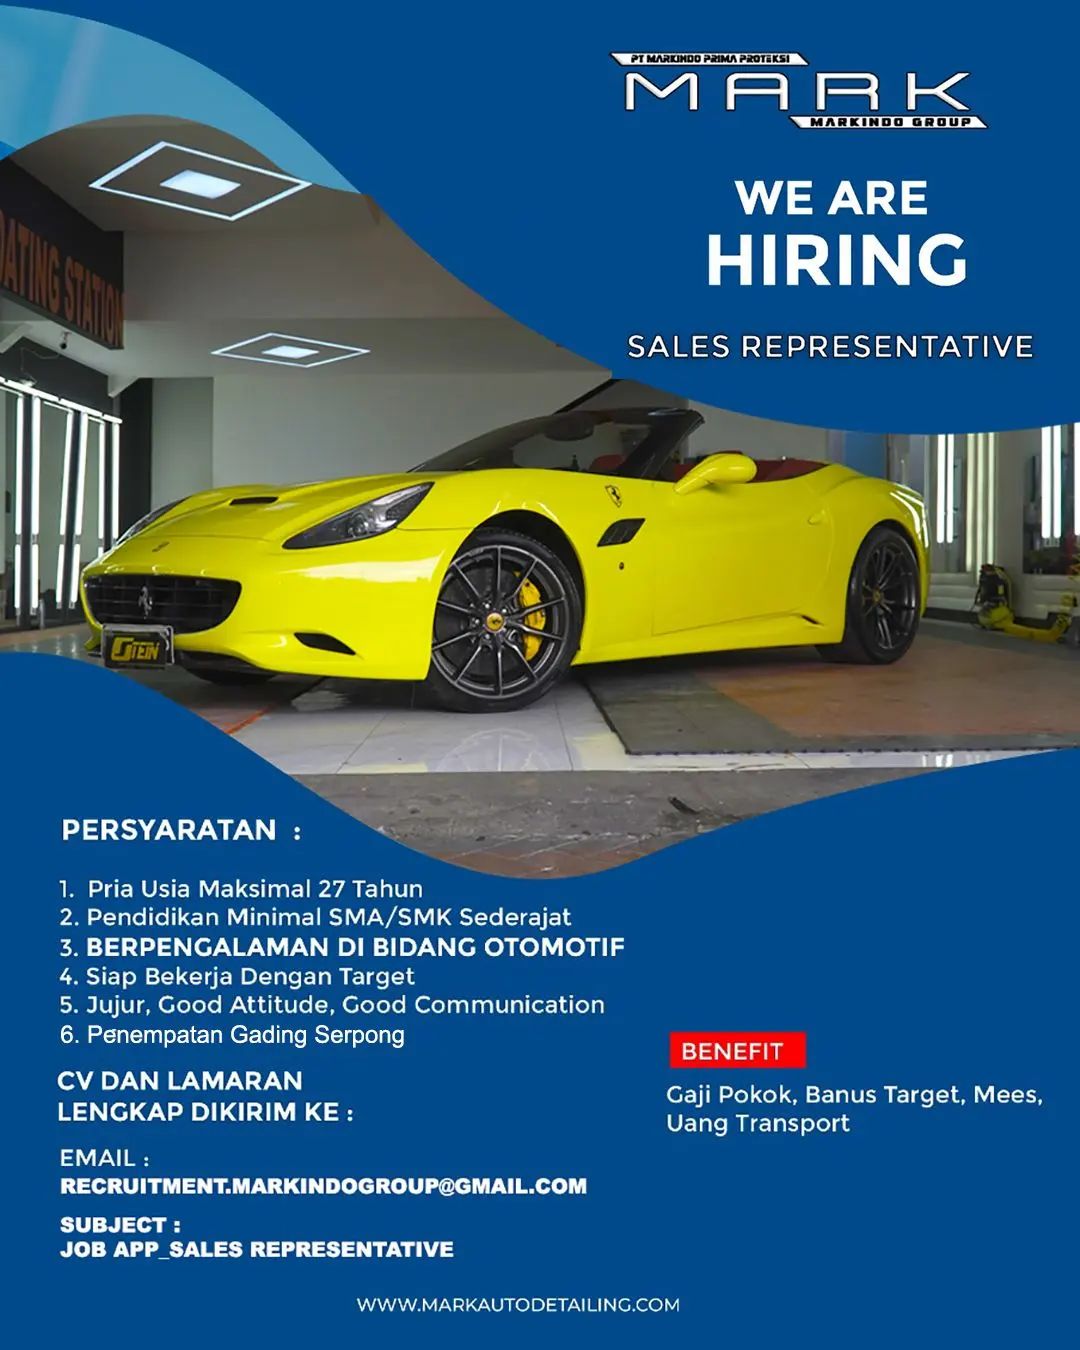 PT MARKINDO PRIMA PROTEKSI
MARK
MARKINDO GROUP
WE ARE
HIRING
SALES REPRESENTATIVE
OATING STATION
GTEIN
PERSYARATAN :
1. Pria Usia Maksimal 27 Tahun
2. Pendidikan Minimal SMA/SMK Sederajat
3. BERPENGALAMAN DI BIDANG OTOMOTIF
4. Siap Bekerja Dengan Target
5. Jujur, Good Attitude, Good Communication
6. Penempatan Gading Serpong
CV DAN LAMARAN
LENGKAP DIKIRIM KE :
EMAIL :
RECRUITMENT.MARKINDOGROUP@GMAIL.COM
SUBJECT :
JOB APP_SALES REPRESENTATIVE
BENEFIT
Gaji Pokok, Banus Target, Mees,
Uang Transport
WWW.MARKAUTODETAILING.COM